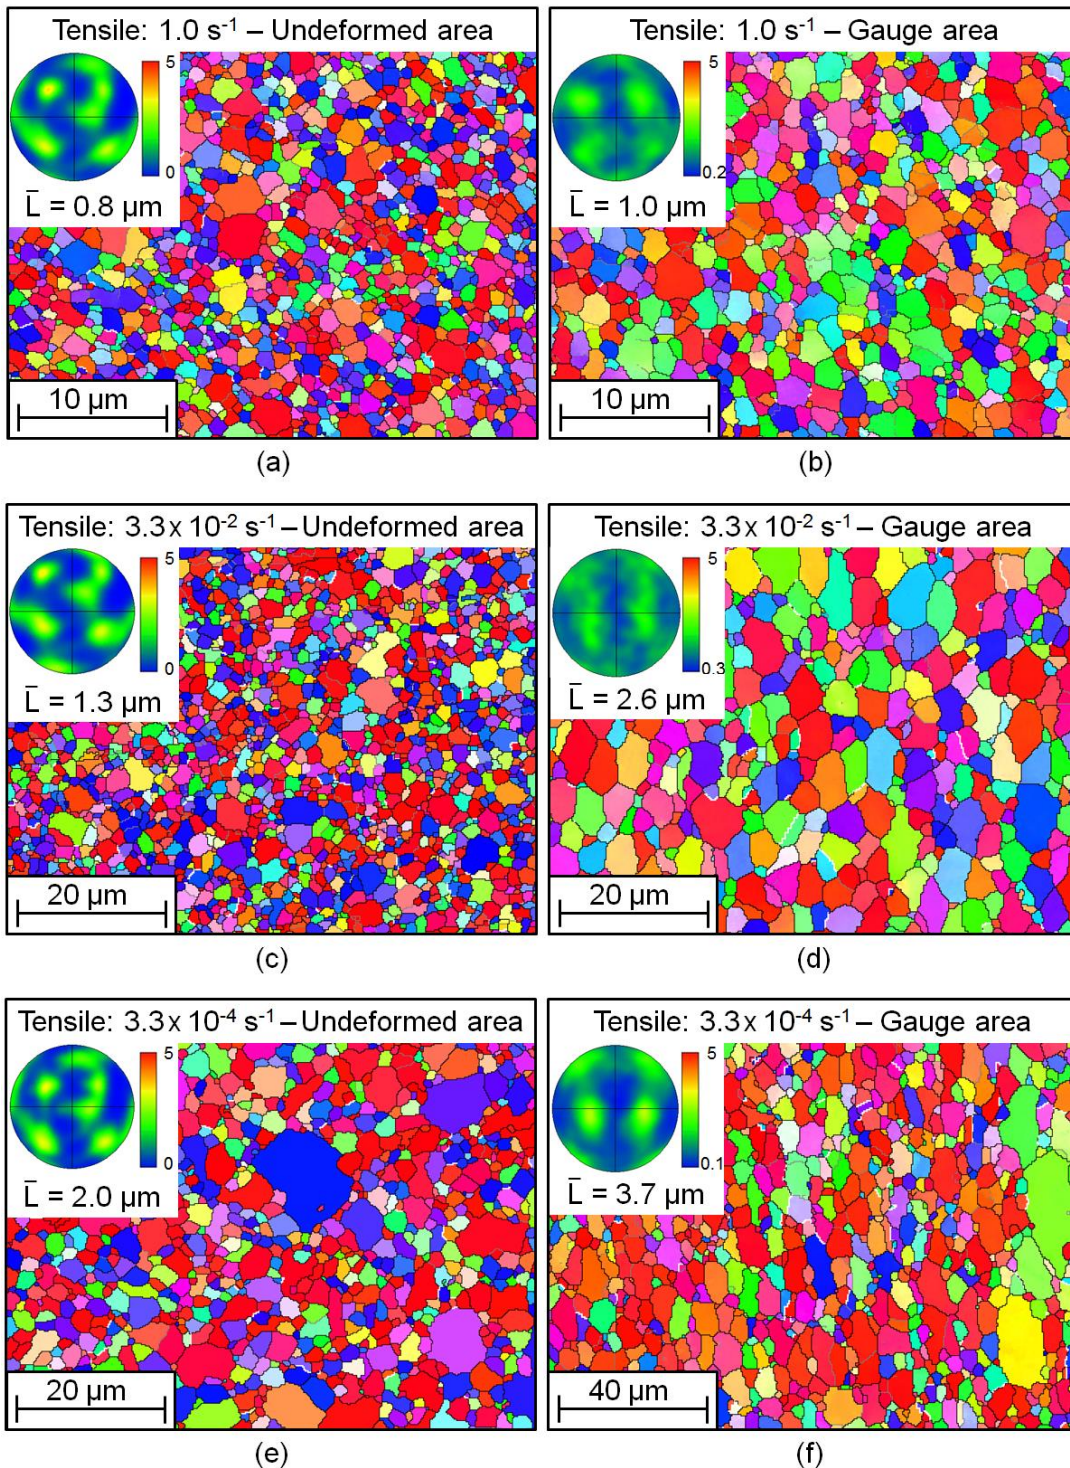 Tensile: 1.0 s⁻¹ – Undeformed area
5
0
L̄ = 0.8 µm
10 µm
(a)
Tensile: 1.0 s⁻¹ – Gauge area
5
0.2
L̄ = 1.0 µm
10 µm
(b)
Tensile: 3.3 x 10⁻² s⁻¹ – Undeformed area
5
0
L̄ = 1.3 µm
20 µm
(c)
Tensile: 3.3 x 10⁻² s⁻¹ – Gauge area
5
0.3
L̄ = 2.6 µm
20 µm
(d)
Tensile: 3.3 x 10⁻⁴ s⁻¹ – Undeformed area
5
0
L̄ = 2.0 µm
20 µm
(e)
Tensile: 3.3 x 10⁻⁴ s⁻¹ – Gauge area
5
0.1
L̄ = 3.7 µm
40 µm
(f)